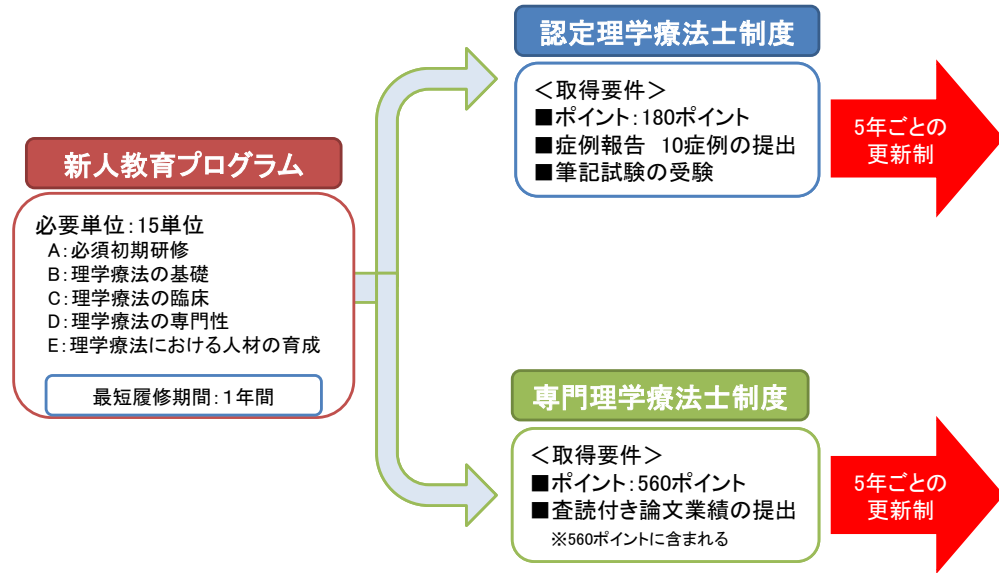 新人教育プログラム
必要単位：15単位
A：必須初期研修
B：理学療法の基礎
C：理学療法の臨床
D：理学療法の専門性
E：理学療法における人材の育成
最短履修期間：１年間
認定理学療法士制度
＜取得要件＞
■ポイント：180ポイント
■症例報告　10症例の提出
■筆記試験の受験
5年ごとの
更新制
専門理学療法士制度
＜取得要件＞
■ポイント：560ポイント
■査読付き論文業績の提出
※560ポイントに含まれる
5年ごとの
更新制